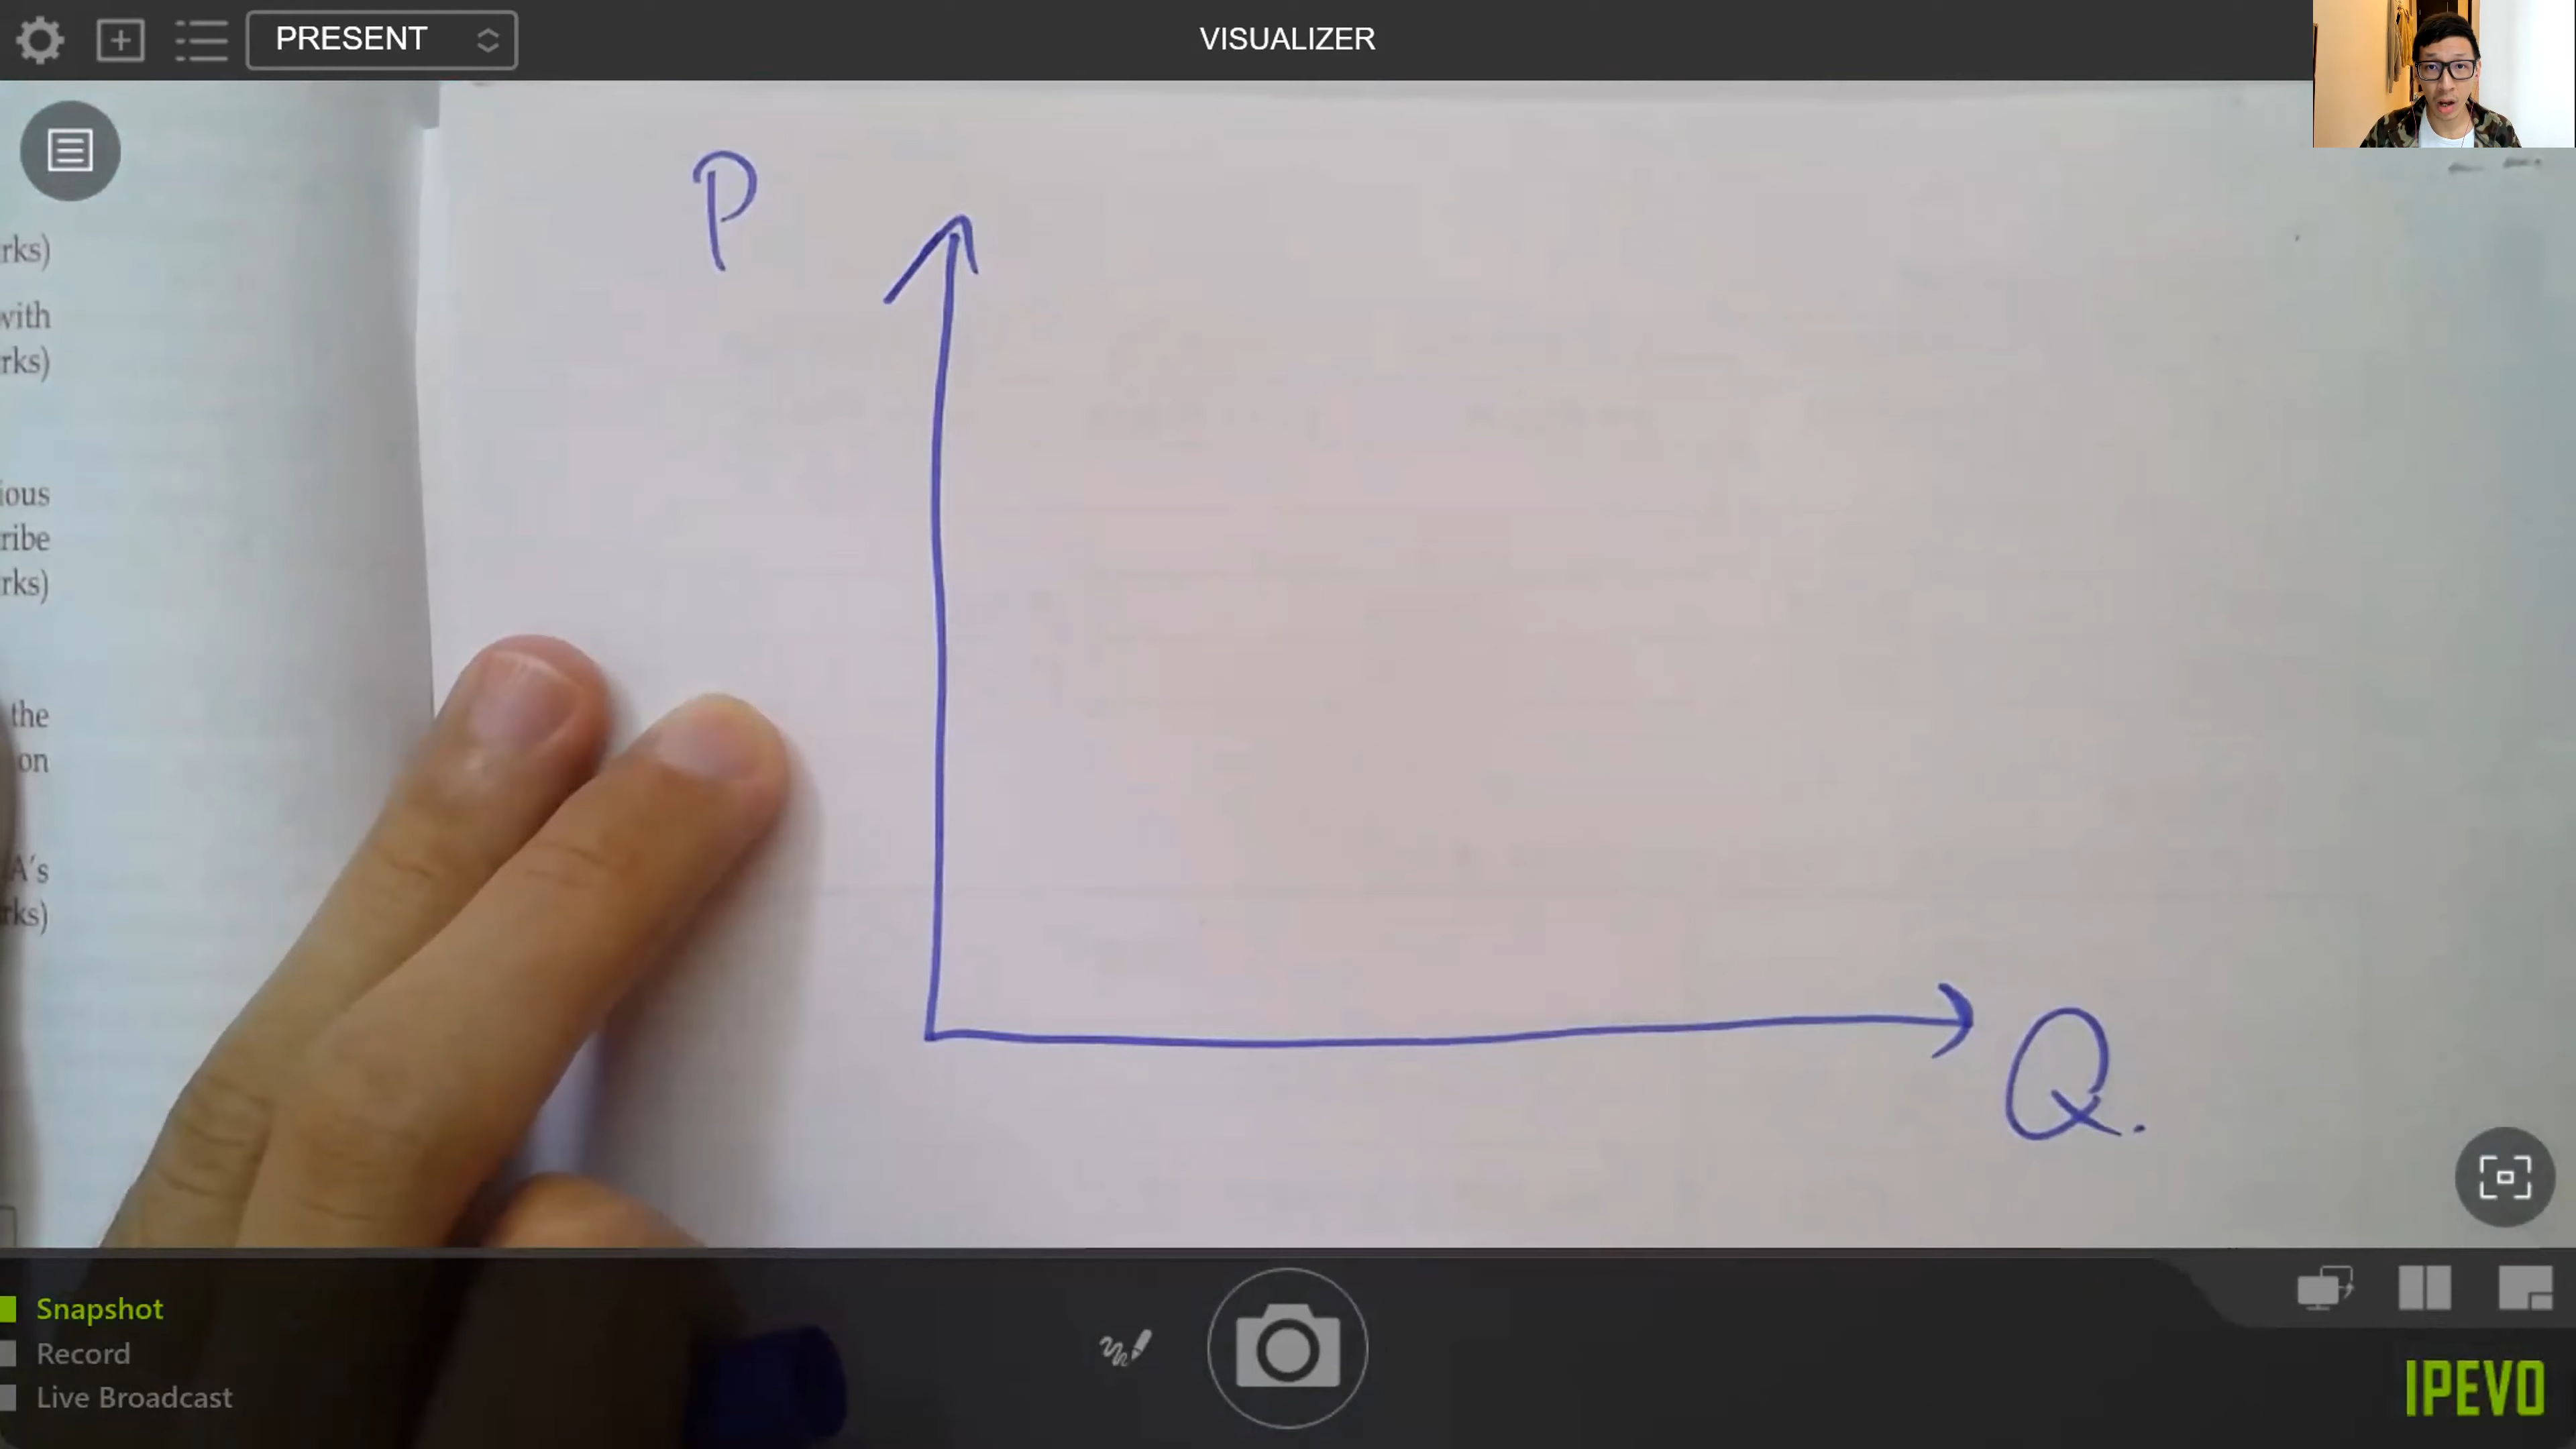 PRESENT
VISUALIZER
rks)
with
rks)
ious
ribe
rks)
the
on
A's
rks)
P
Q.
Snapshot
Record
Live Broadcast
IPEVO